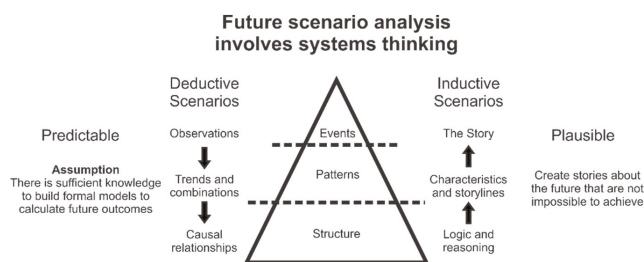 Future scenario analysis
involves systems thinking
Deductive
Scenarios
Inductive
Scenarios
Predictable
Observations
Events
The Story
Plausible
Assumption
There is sufficient knowledge
to build formal models to
calculate future outcomes
Trends and
combinations
Patterns
Characteristics
and storylines
Create stories about
the future that are not
impossible to achieve
Causal
relationships
Structure
Logic and
reasoning